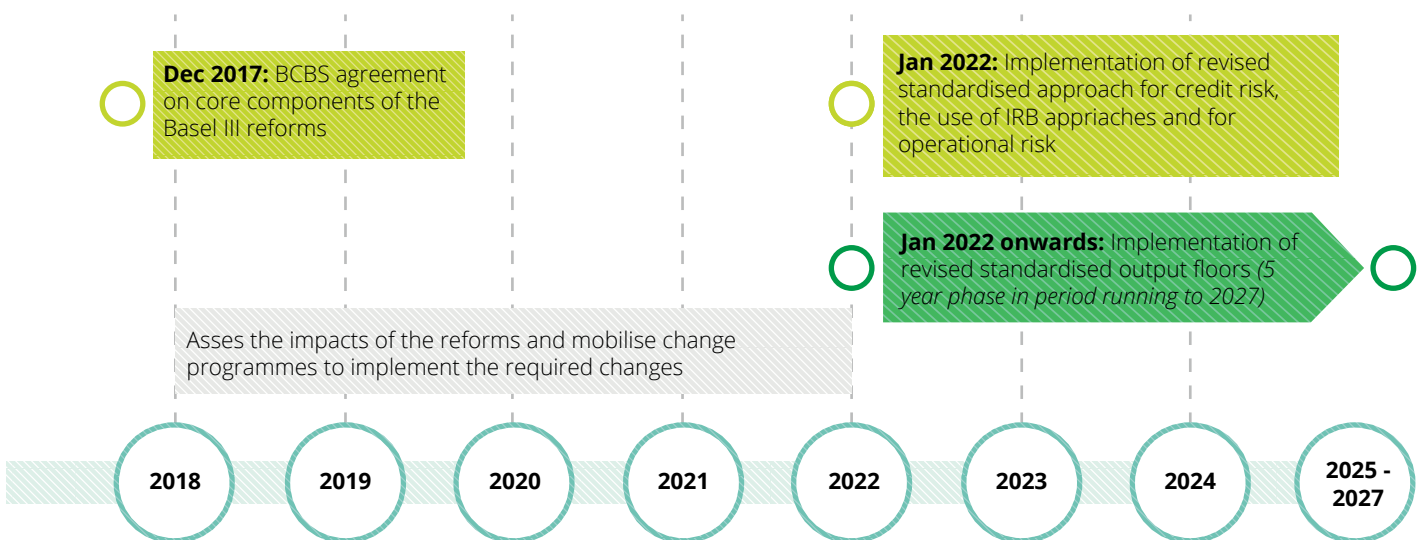 Dec 2017: BCBS agreement
on core components of the
Basel III reforms
Jan 2022: Implementation of revised
standardised approach for credit risk,
the use of IRB appriaches and for
operational risk
Jan 2022 onwards: Implementation of
revised standardised output floors (5
year phase in period running to 2027)
Asses the impacts of the reforms and mobilise change
programmes to implement the required changes
2018
2019
2020
2021
2022
2023
2024
2025 -
2027